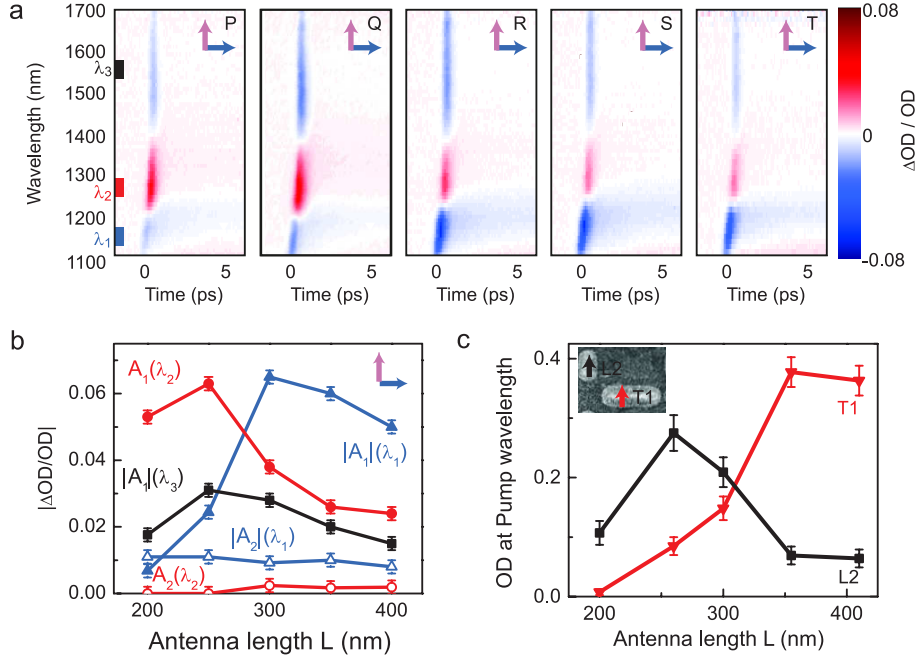 a
P Q R S T
Wavelength (nm)
1700
1600
1500
1400
1300
1200
1100
λ3
λ2
λ1
0 5
0 5
0 5
0 5
0 5
Time (ps)
Time (ps)
Time (ps)
Time (ps)
Time (ps)
0.08
0
-0.08
ΔOD / OD
b
|ΔOD/OD|
0.06
0.04
0.02
0.00
A1(λ2)
|A1|(λ1)
|A1|(λ3)
|A2|(λ1)
A2(λ2)
200 250 300 350 400
Antenna length L (nm)
c
OD at Pump wavelength
0.4
0.2
0.0
L2
T1
T1
L2
200 250 300 350 400
Antenna length L (nm)